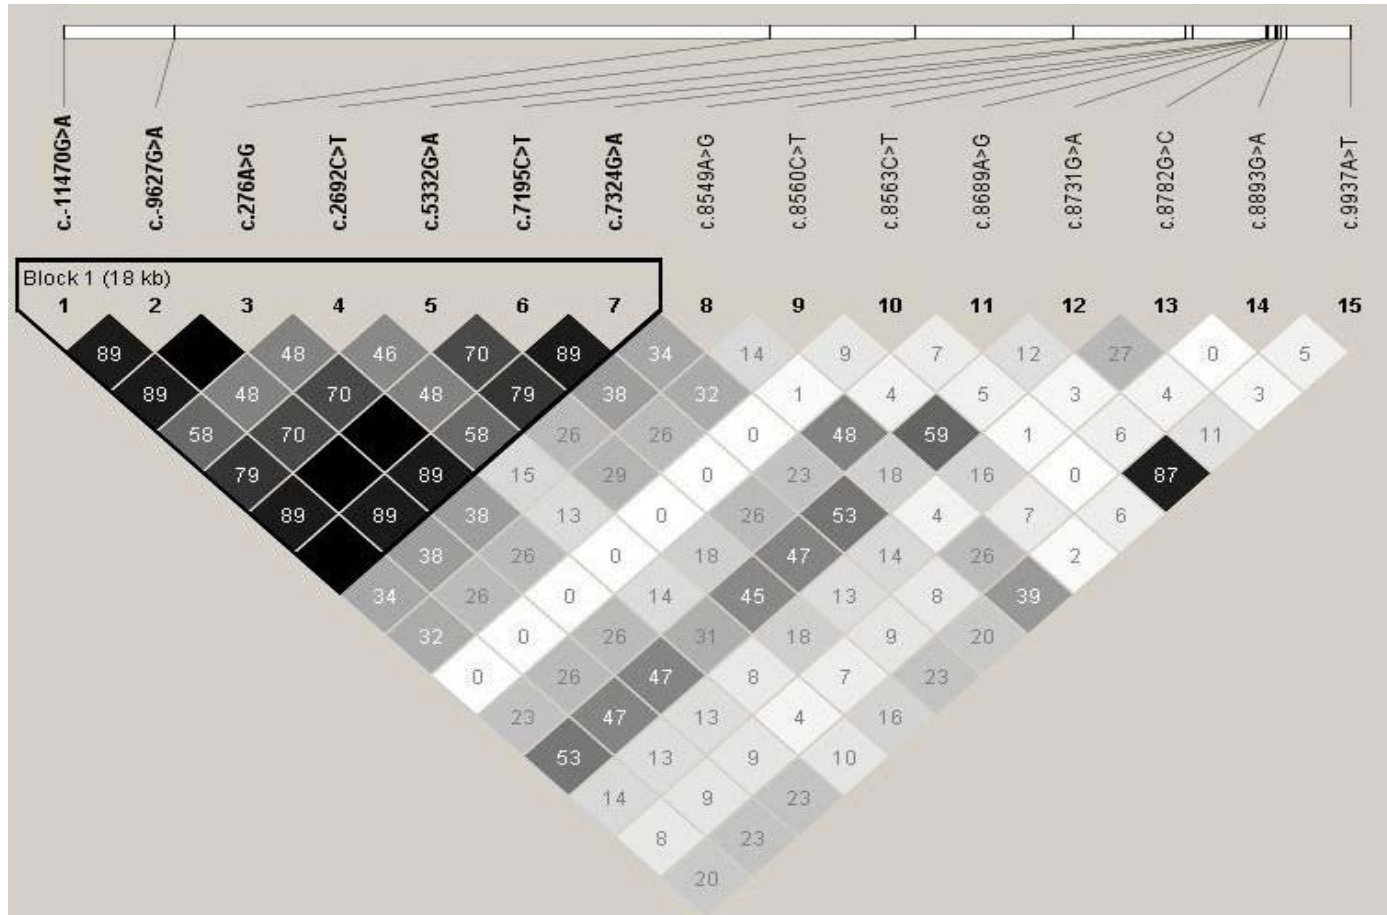 c.-11470G>A
c.-9627G>A
c.276A>G
c.2692C>T
c.5332G>A
c.7195C>T
c.7324G>A
c.8549A>G
c.8560C>T
c.8563C>T
c.8689A>G
c.8731G>A
c.8782G>C
c.8893G>A
c.9937A>T
Block 1 (18 kb)
1 2 3 4 5 6 7 8 9 10 11 12 13 14 15
89 48 46 70 89 34 14 9 7 12 27 0 5
89 48 70 48 79 38 32 1 4 5 3 4 3
58 70 58 26 26 0 48 59 1 6 11
79 89 15 29 0 23 18 16 0 87
89 89 38 13 0 26 53 4 7 6
38 26 0 18 47 14 26 2
34 26 0 14 45 13 8 39
32 0 26 31 18 9 20
0 26 47 8 7 23
23 47 13 4 16
53 13 9 10
14 9 23
8 23
20